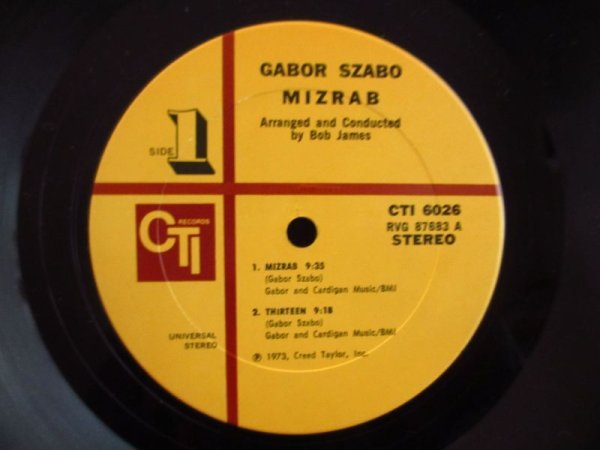 GABOR SZABO
MIZRAB
Arranged and Conducted
by Bob James
SIDE 1
CTI RECORDS
CTI 6026
RVG 87683 A
STEREO
1. MIZRAB 9:35
(Gabor Szabo)
Gabor and Cardigan Music/BMI
2. THIRTEEN 9:18
(Gabor Szabo)
Gabor and Cardigan Music/BMI
℗ 1973, Creed Taylor, Inc.
UNIVERSAL
STEREO